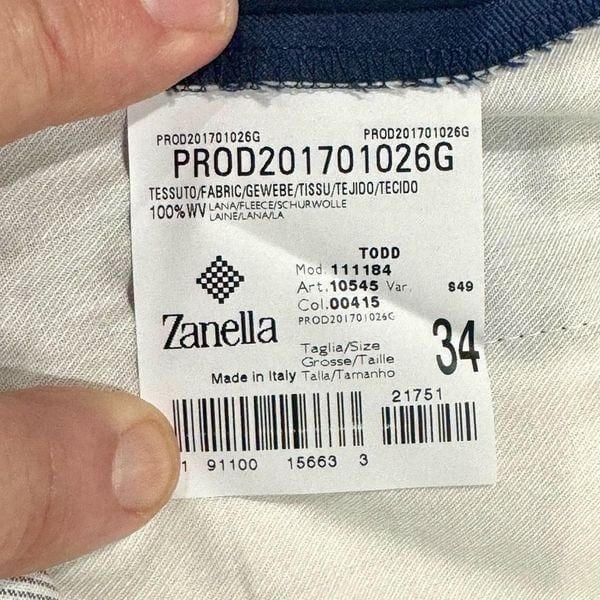 PROD201701026G PROD201701026G
PROD201701026G
TESSUTO/FABRIC/GEWEBE/TISSU/TEJIDO/TECIDO
100%WV LANA/FLEECE/SCHURWOLLE
LAINE/LANA/LA
TODD
Mod. 111184
Art. 10545 Var. S49
Col. 00415
PROD201701026G
Zanella
Taglia/Size
Grosse/Taille
Made in Italy Talla/Tamanho
34
21751
1 91100 15663 3